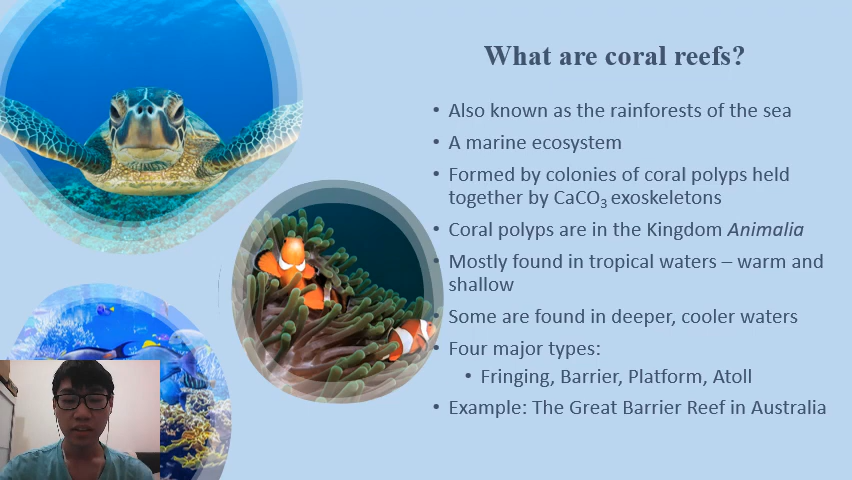 What are coral reefs?
• Also known as the rainforests of the sea
• A marine ecosystem
• Formed by colonies of coral polyps held
together by CaCO₃ exoskeletons
• Coral polyps are in the Kingdom Animalia
• Mostly found in tropical waters – warm and
shallow
• Some are found in deeper, cooler waters
• Four major types:
• Fringing, Barrier, Platform, Atoll
• Example: The Great Barrier Reef in Australia